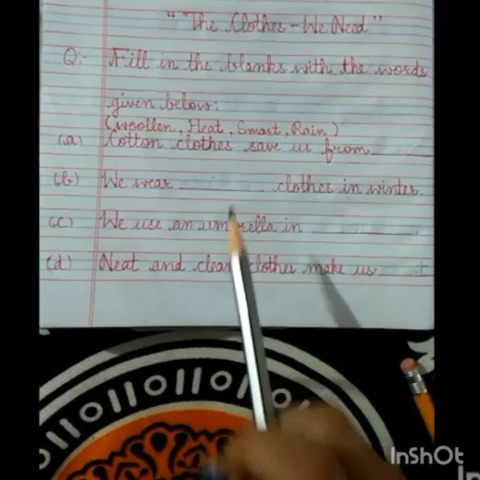 "The Clothes - We Need"
Q:- Fill in the blanks with the words
given below:
(Woollen, Heat, Smart, Rain)
(a) Cotton clothes save us from
(b) We wear clothes in winter.
(c) We use an umbrella in .
(d) Neat and clean clothes make us
InShOt
In